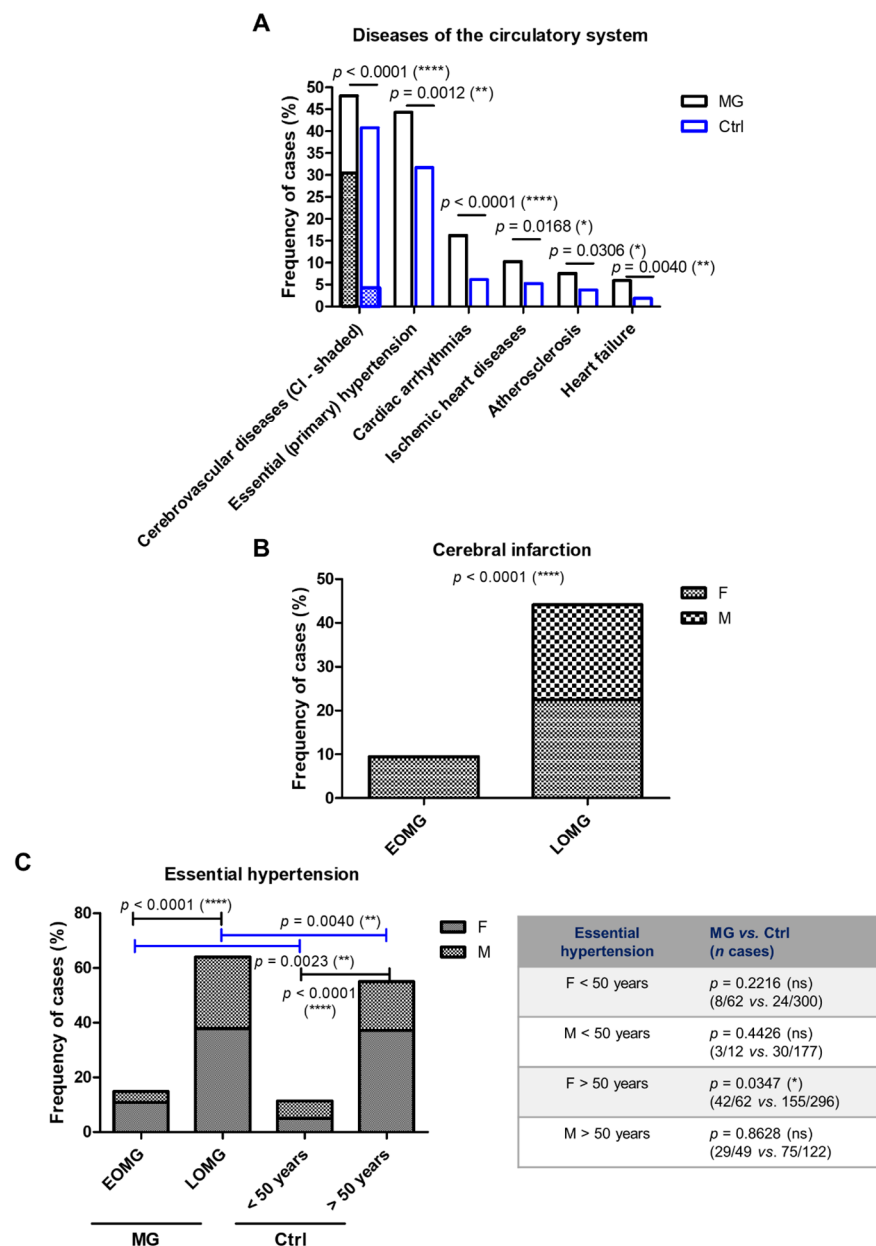 A
Diseases of the circulatory system
p < 0.0001 (****)
p = 0.0012 (**)
p < 0.0001 (****)
p = 0.0168 (*)
p = 0.0306 (*)
p = 0.0040 (**)
MG
Ctrl
Frequency of cases (%)
50
45
40
35
30
25
20
15
10
5
0
Cerebrovascular diseases (CI - shaded)
Essential (primary) hypertension
Cardiac arrhythmias
Ischemic heart diseases
Atherosclerosis
Heart failure
B
Cerebral infarction
p < 0.0001 (****)
F
M
Frequency of cases (%)
50
40
30
20
10
0
EOMG
LOMG
C
Essential hypertension
p < 0.0001 (****)
p = 0.0040 (**)
p = 0.0023 (**)
p < 0.0001
(****)
F
M
Frequency of cases (%)
80
60
40
20
0
EOMG
LOMG
< 50 years
> 50 years
MG
Ctrl
Essential hypertension
MG vs. Ctrl (n cases)
F < 50 years
p = 0.2216 (ns)
(8/62 vs. 24/300)
M < 50 years
p = 0.4426 (ns)
(3/12 vs. 30/177)
F > 50 years
p = 0.0347 (*)
(42/62 vs. 155/296)
M > 50 years
p = 0.8628 (ns)
(29/49 vs. 75/122)